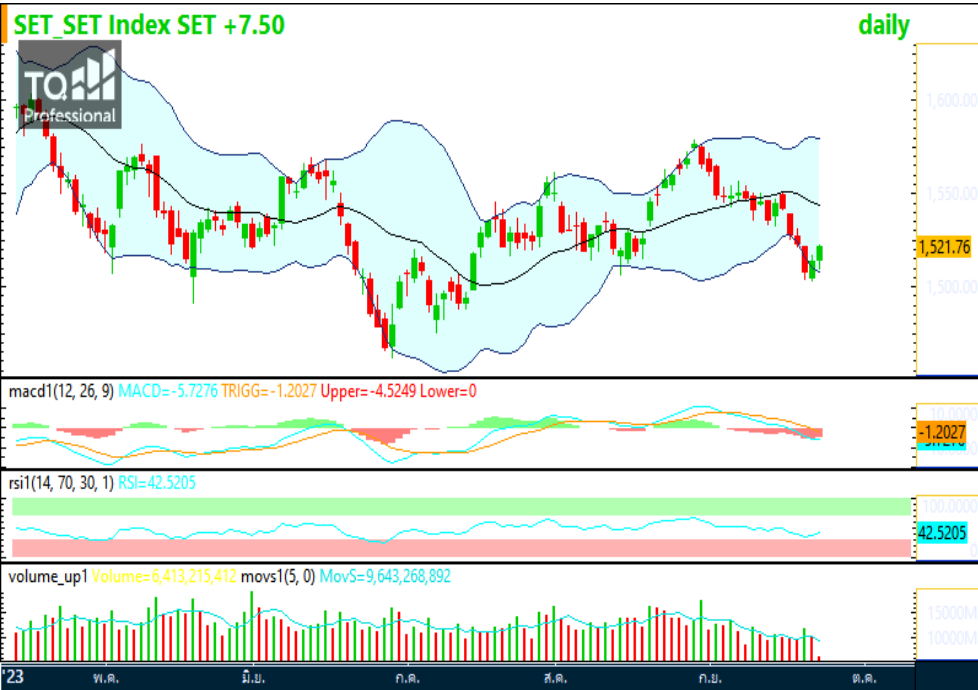 SET_SET Index SET +7.50
daily
TQ
Professional
1,600.00
1,550.00
1,521.76
1,500.00
macd1(12, 26, 9) MACD=-5.7276 TRIGG=-1.2027 Upper=-4.5249 Lower=0
10.0000
-1.2027
rsi1(14, 70, 30, 1) RSI=42.5205
100.0000
42.5205
volume_up1 Volume=6,413,215,412 movs1(5, 0) MovS=9,643,268,892
15000M
10000M
'23 พ.ค. มิ.ย. ก.ค. ส.ค. ก.ย. ต.ค.